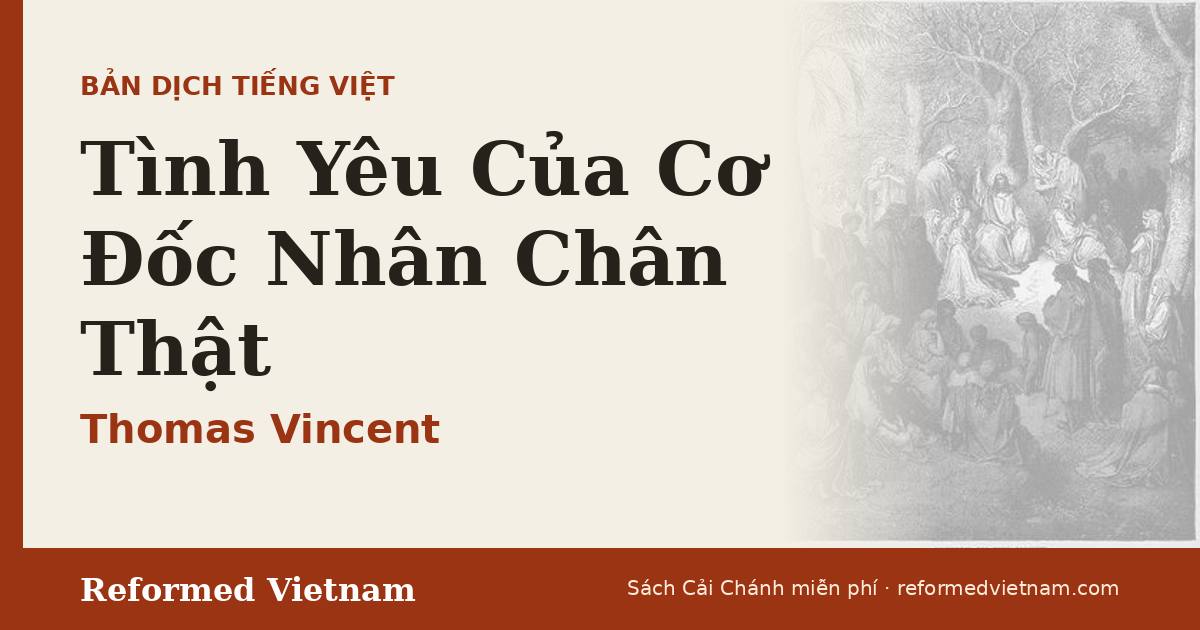 BẢN DỊCH TIẾNG VIỆT
Tình Yêu Của Cơ
Đốc Nhân Chân
Thật
Thomas Vincent
Reformed Vietnam
Sách Cải Chánh miễn phí · reformedvietnam.com